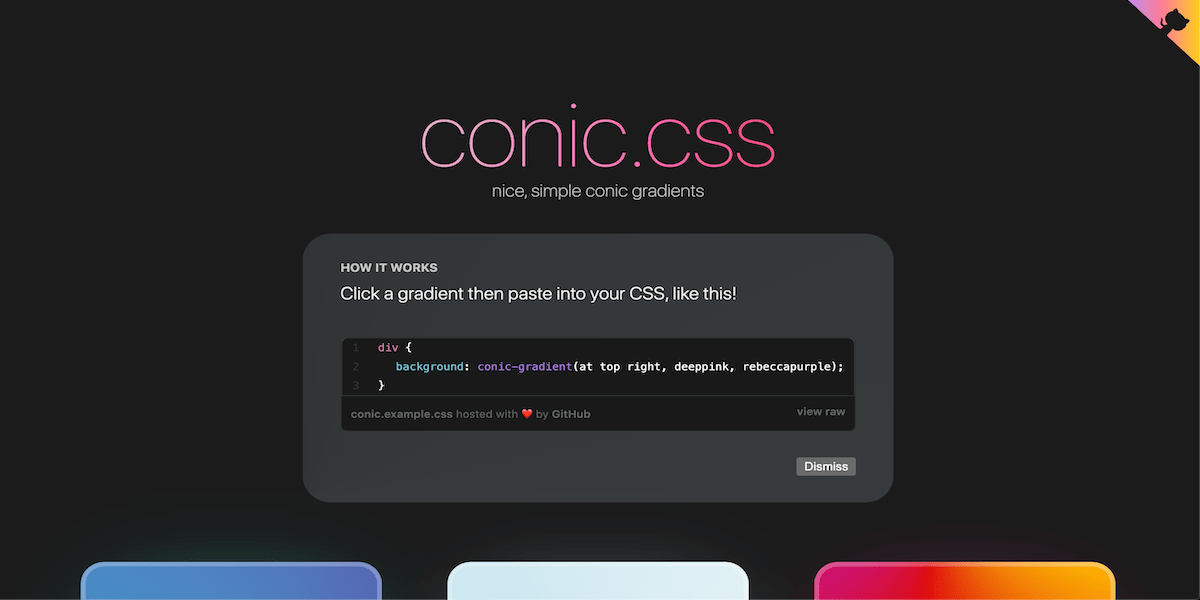 conic.css
nice, simple conic gradients
HOW IT WORKS
Click a gradient then paste into your CSS, like this!
1 div {
2 background: conic-gradient(at top right, deeppink, rebeccapurple);
3 }
conic.example.css hosted with ❤️ by GitHub view raw
Dismiss